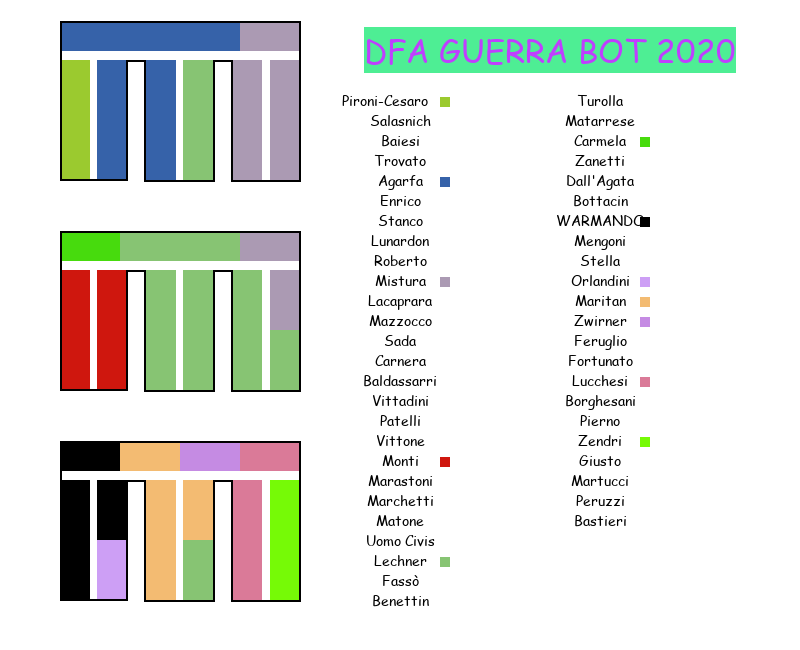 DFA GUERRA BOT 2020
Pironi-Cesaro
Salasnich
Baiesi
Trovato
Agarfa
Enrico
Stanco
Lunardon
Roberto
Mistura
Lacaprara
Mazzocco
Sada
Carnera
Baldassarri
Vittadini
Patelli
Vittone
Monti
Marastoni
Marchetti
Matone
Uomo Civis
Lechner
Fassò
Benettin
Turolla
Matarrese
Carmela
Zanetti
Dall'Agata
Bottacin
WARMANDO
Mengoni
Stella
Orlandini
Maritan
Zwirner
Feruglio
Fortunato
Lucchesi
Borghesani
Pierno
Zendri
Giusto
Martucci
Peruzzi
Bastieri